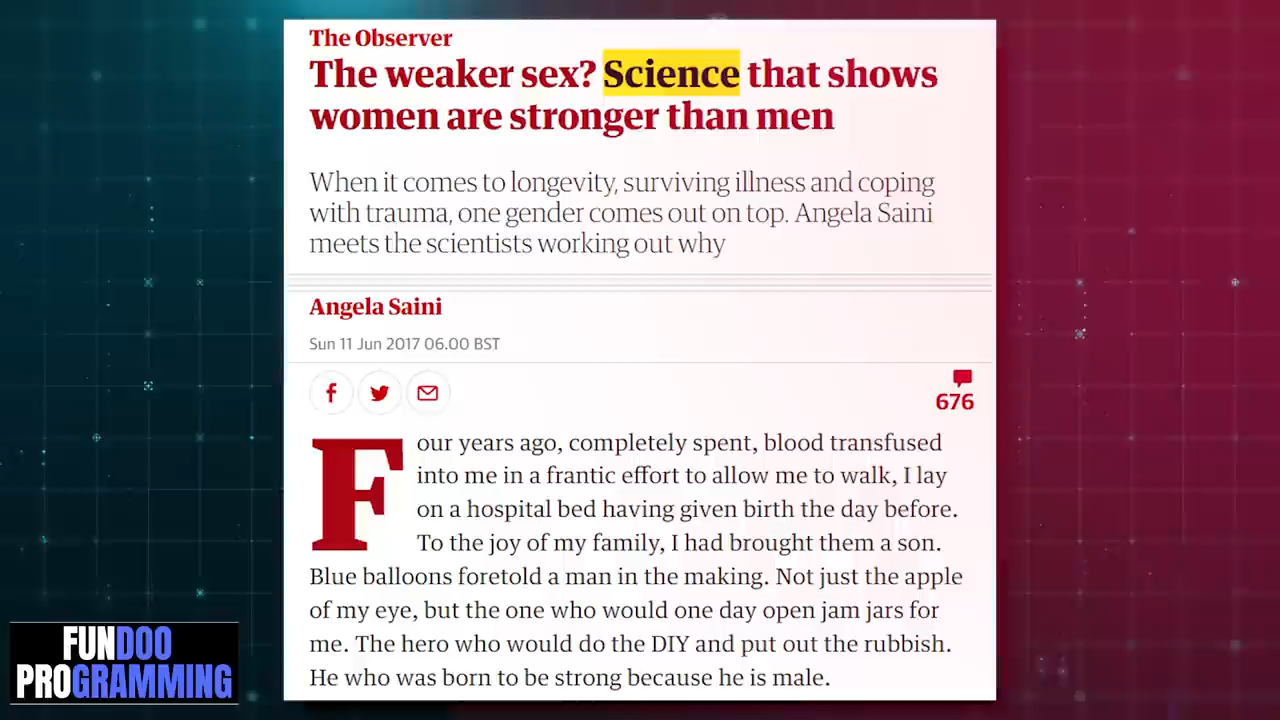 The Observer
The weaker sex? Science that shows
women are stronger than men
When it comes to longevity, surviving illness and coping
with trauma, one gender comes out on top. Angela Saini
meets the scientists working out why
Angela Saini
Sun 11 Jun 2017 06.00 BST
676
Four years ago, completely spent, blood transfused
into me in a frantic effort to allow me to walk, I lay
on a hospital bed having given birth the day before.
To the joy of my family, I had brought them a son.
Blue balloons foretold a man in the making. Not just the apple
of my eye, but the one who would one day open jam jars for
me. The hero who would do the DIY and put out the rubbish.
He who was born to be strong because he is male.
FUNDOO
PROGRAMMING